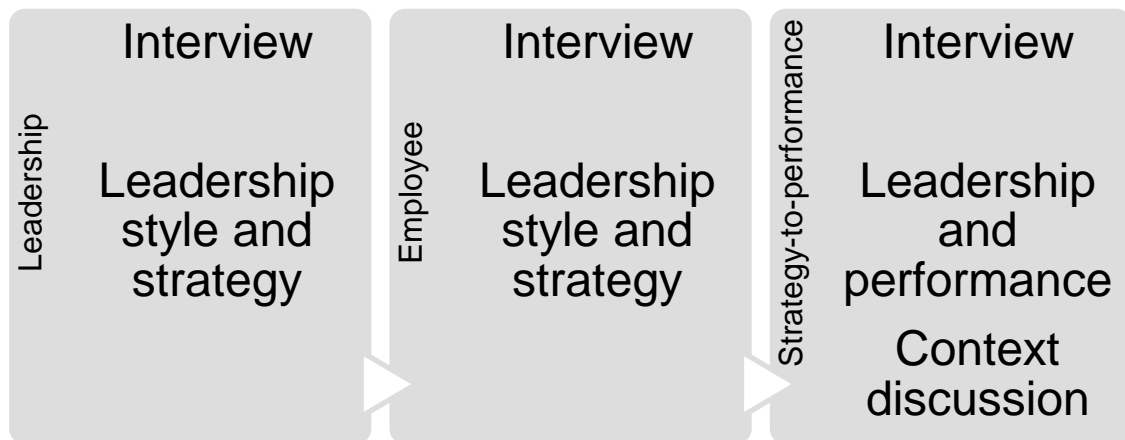 Leadership
Interview
Leadership
style and
strategy
Employee
Interview
Leadership
style and
strategy
Strategy-to-performance
Interview
Leadership
and
performance
Context
discussion